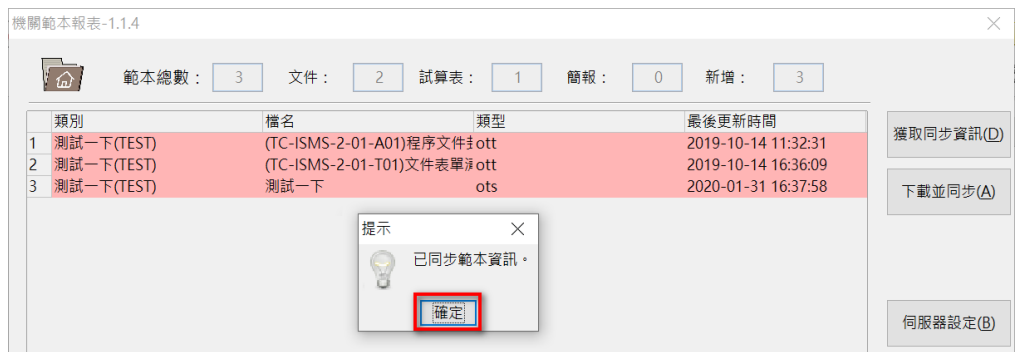 機關範本報表-1.1.4
範本總數： 3 文件： 2 試算表： 1 簡報： 0 新增： 3
類別 檔名 類型 最後更新時間
1 測試一下(TEST) (TC-ISMS-2-01-A01)程序文件 ott 2019-10-14 11:32:31
2 測試一下(TEST) (TC-ISMS-2-01-T01)文件表單 ott 2019-10-14 16:36:09
3 測試一下(TEST) 測試一下 ots 2020-01-31 16:37:58
獲取同步資訊(D)
下載並同步(A)
提示
已同步範本資訊。
確定
伺服器設定(B)